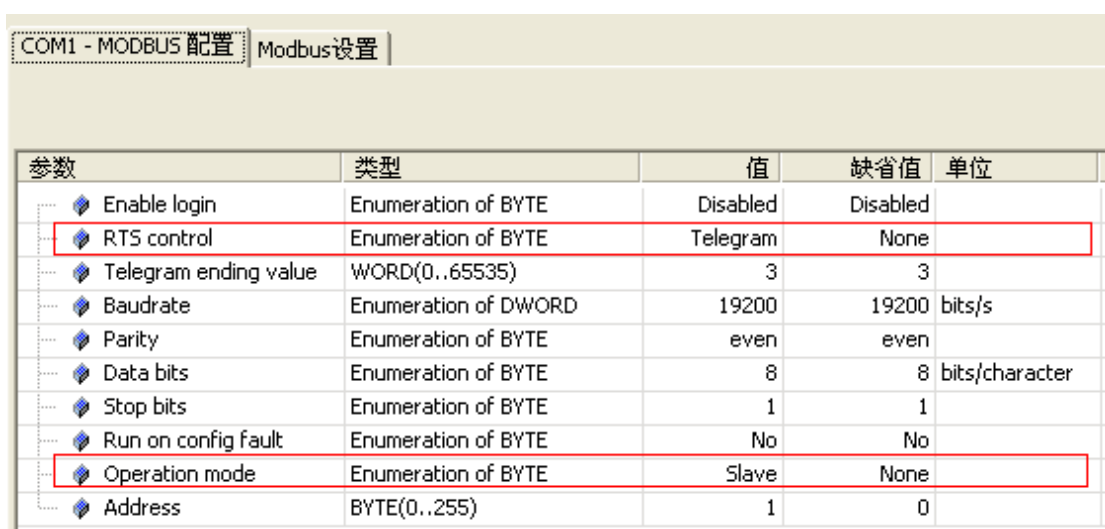 COM1 - MODBUS 配置 Modbus设置
参数 类型 值 缺省值 单位
Enable login Enumeration of BYTE Disabled Disabled
RTS control Enumeration of BYTE Telegram None
Telegram ending value WORD(0..65535) 3 3
Baudrate Enumeration of DWORD 19200 19200 bits/s
Parity Enumeration of BYTE even even
Data bits Enumeration of BYTE 8 8 bits/character
Stop bits Enumeration of BYTE 1 1
Run on config fault Enumeration of BYTE No No
Operation mode Enumeration of BYTE Slave None
Address BYTE(0..255) 1 0